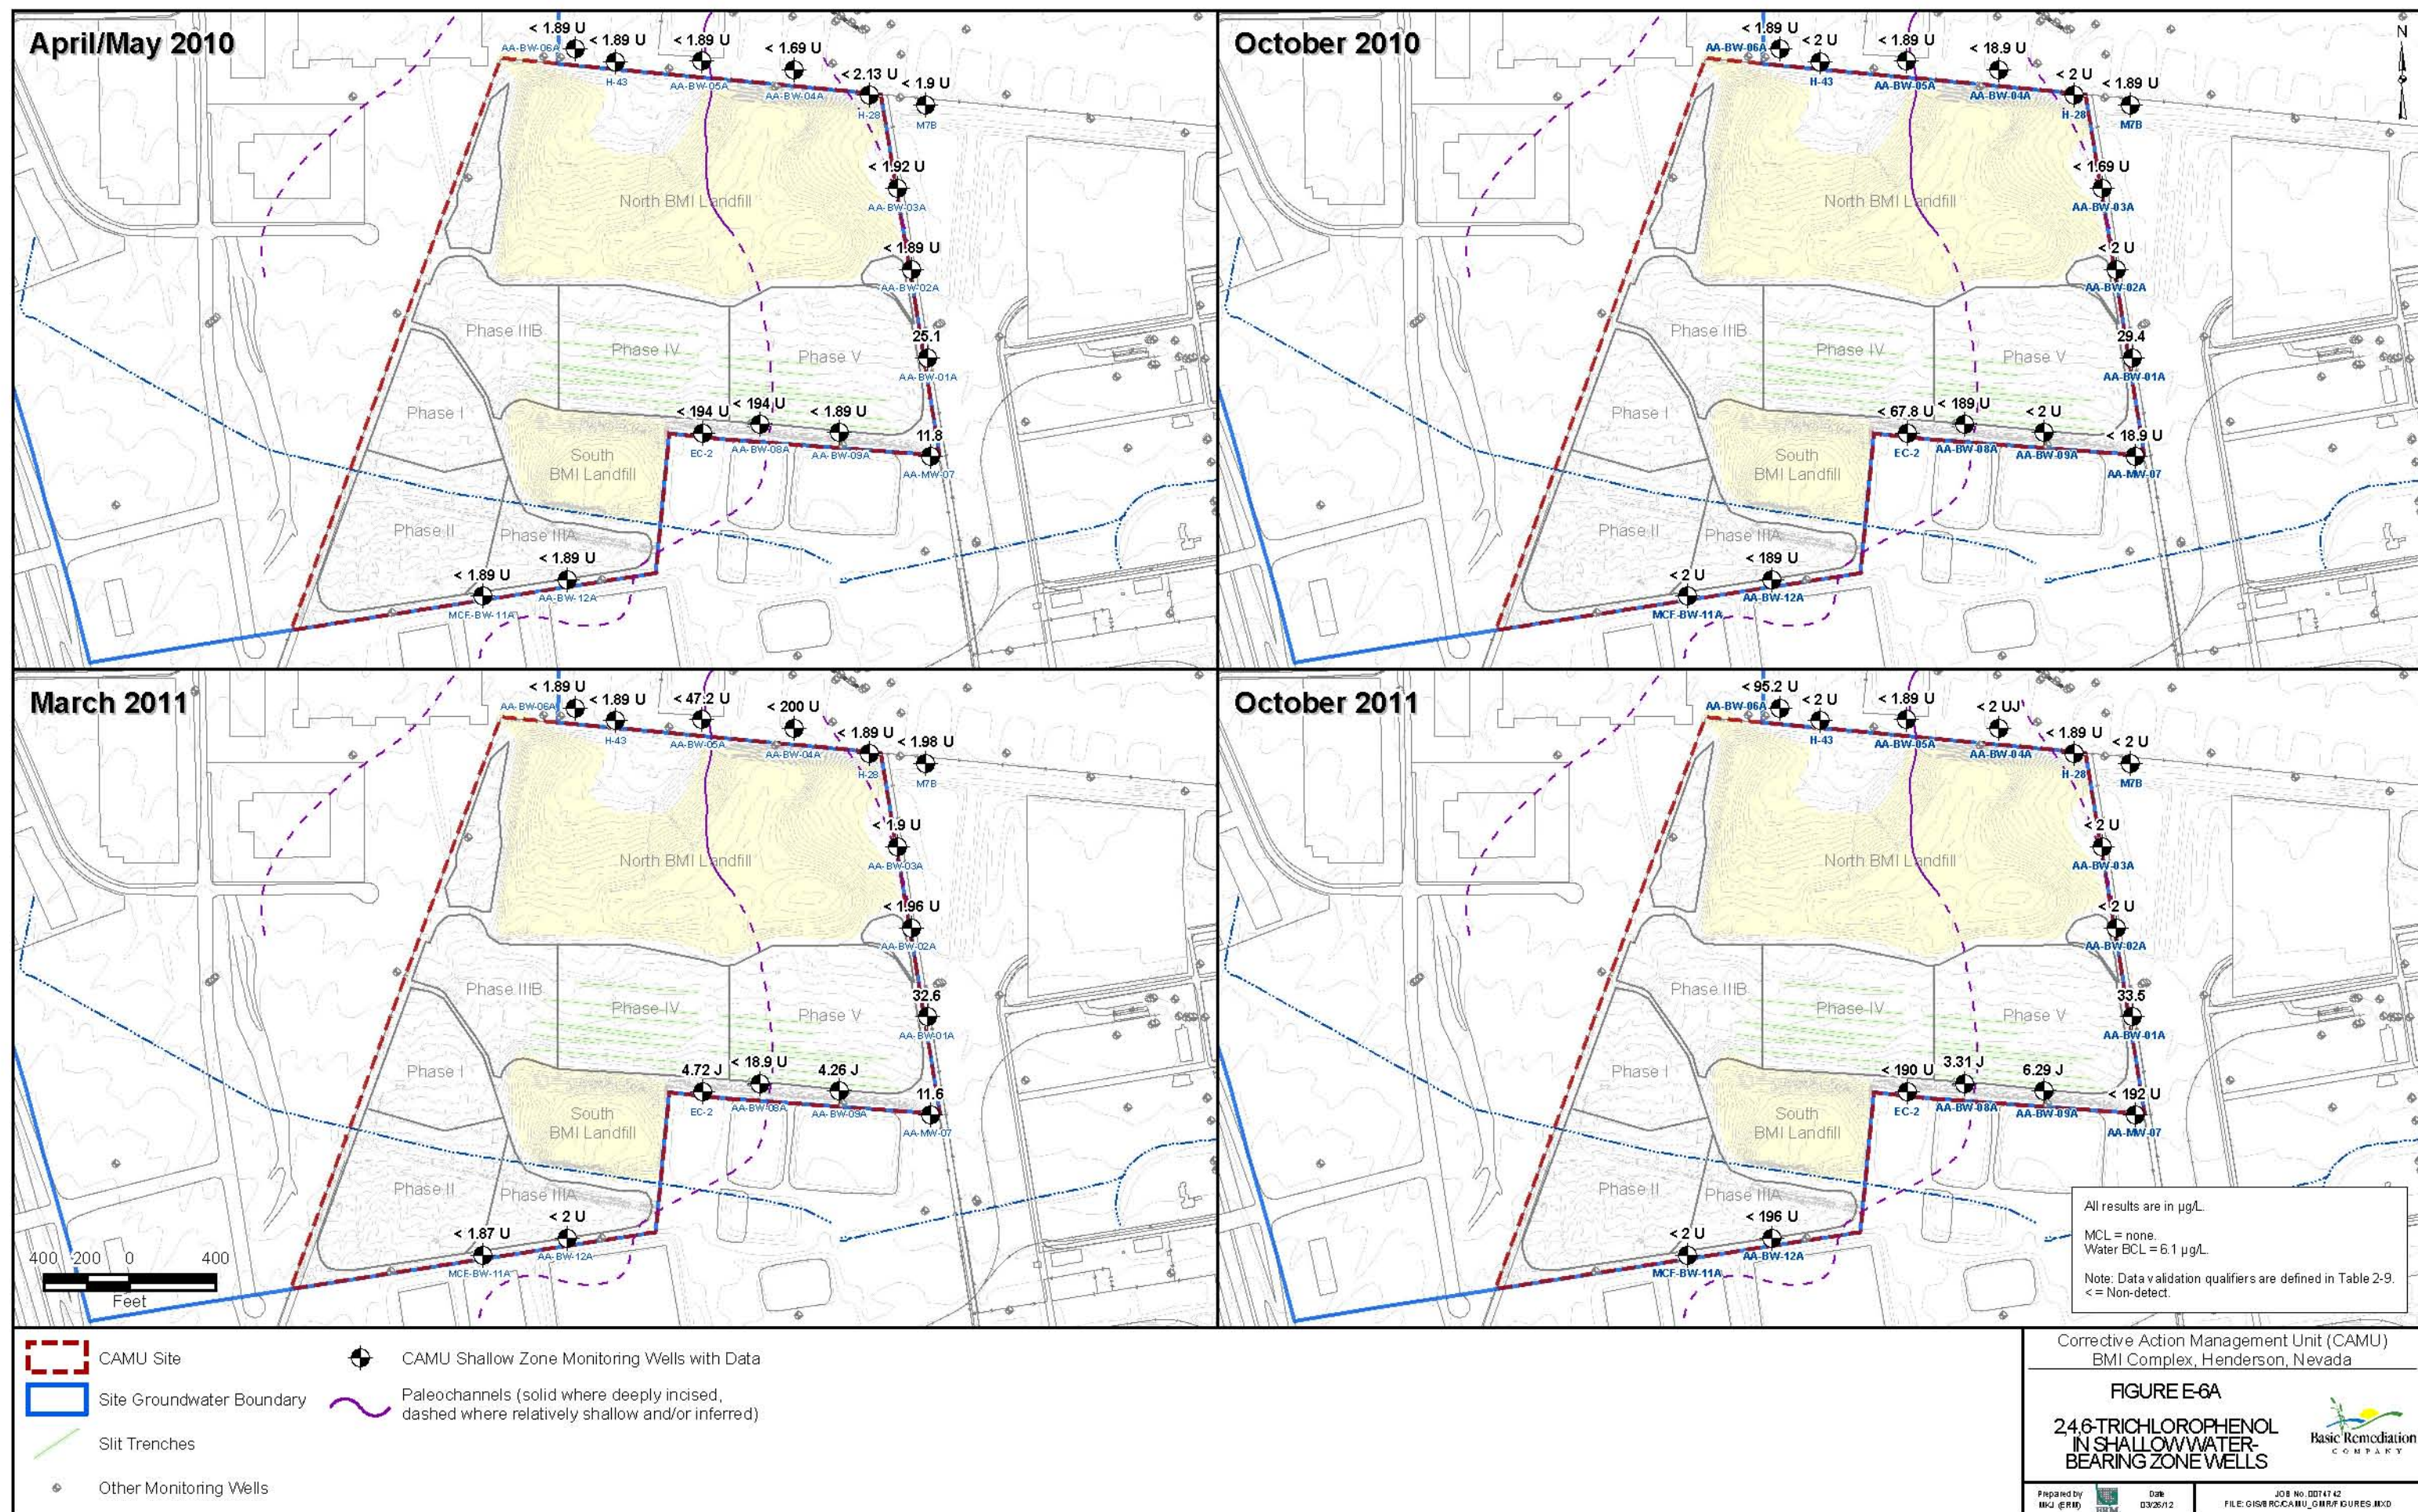 April/May 2010
< 1.89 U
AA-BW-06A
< 1.89 U
H-43
< 1.89 U
AA-BW-05A
< 1.69 U
AA-BW-04A
< 2.13 U
H-28
< 1.9 U
M7B
< 1.92 U
AA-BW-03A
< 1.89 U
AA-BW-02A
North BMI Landfill
Phase IIIB
Phase IV
Phase V
25.1
AA-BW-01A
Phase I
< 194 U
EC-2
< 194 U
AA-BW-08A
< 1.89 U
AA-BW-09A
11.8
AA-MW-07
South
BMI Landfill
Phase II
Phase IIIA
< 1.89 U
MCF-BW-11A
< 1.89 U
AA-BW-12A
October 2010
N
< 1.89 U
AA-BW-06A
< 2 U
H-43
< 1.89 U
AA-BW-05A
< 18.9 U
AA-BW-04A
< 2 U
H-28
< 1.89 U
M7B
< 1.69 U
AA-BW-03A
< 2 U
AA-BW-02A
North BMI Landfill
Phase IIIB
Phase IV
Phase V
29.4
AA-BW-01A
Phase I
< 67.8 U
EC-2
< 189 U
AA-BW-08A
< 2 U
AA-BW-09A
< 18.9 U
AA-MW-07
South
BMI Landfill
Phase II
Phase IIIA
< 2 U
MCF-BW-11A
< 189 U
AA-BW-12A
March 2011
< 1.89 U
AA-BW-06A
< 1.89 U
H-43
< 47.2 U
AA-BW-05A
< 200 U
AA-BW-04A
< 1.89 U
H-28
< 1.98 U
M7B
< 1.9 U
AA-BW-03A
< 1.96 U
AA-BW-02A
North BMI Landfill
Phase IIIB
Phase IV
Phase V
32.6
AA-BW-01A
Phase I
4.72 J
EC-2
< 18.9 U
AA-BW-08A
4.26 J
AA-BW-09A
11.6
AA-MW-07
South
BMI Landfill
Phase II
Phase IIIA
< 1.87 U
MCF-BW-11A
< 2 U
AA-BW-12A
400 200 0 400
Feet
October 2011
< 95.2 U
AA-BW-06A
< 2 U
H-43
< 1.89 U
AA-BW-05A
< 2 UJ
AA-BW-04A
< 1.89 U
H-28
< 2 U
M7B
< 2 U
AA-BW-03A
< 2 U
AA-BW-02A
North BMI Landfill
Phase IIIB
Phase IV
Phase V
33.5
AA-BW-01A
Phase I
< 190 U
EC-2
3.31 J
AA-BW-08A
6.29 J
AA-BW-09A
< 192 U
AA-MW-07
South
BMI Landfill
Phase II
Phase IIIA
< 2 U
MCF-BW-11A
< 196 U
AA-BW-12A
All results are in µg/L.
MCL = none.
Water BCL = 6.1 µg/L.
Note: Data validation qualifiers are defined in Table 2-9.
< = Non-detect.
CAMU Site
Site Groundwater Boundary
Slit Trenches
Other Monitoring Wells
CAMU Shallow Zone Monitoring Wells with Data
Paleochannels (solid where deeply incised,
dashed where relatively shallow and/or inferred)
Corrective Action Management Unit (CAMU)
BMI Complex, Henderson, Nevada
FIGURE E-6A
2,4,6-TRICHLOROPHENOL
IN SHALLOW WATER-
BEARING ZONE WELLS
Basic Remediation
COMPANY
Prepared by
MKJ (ERM)
ERM
Date
03/26/12
JOB No. 0074742
FILE: GIS/BRC/CAMU_GMR/FIGURES.MXD